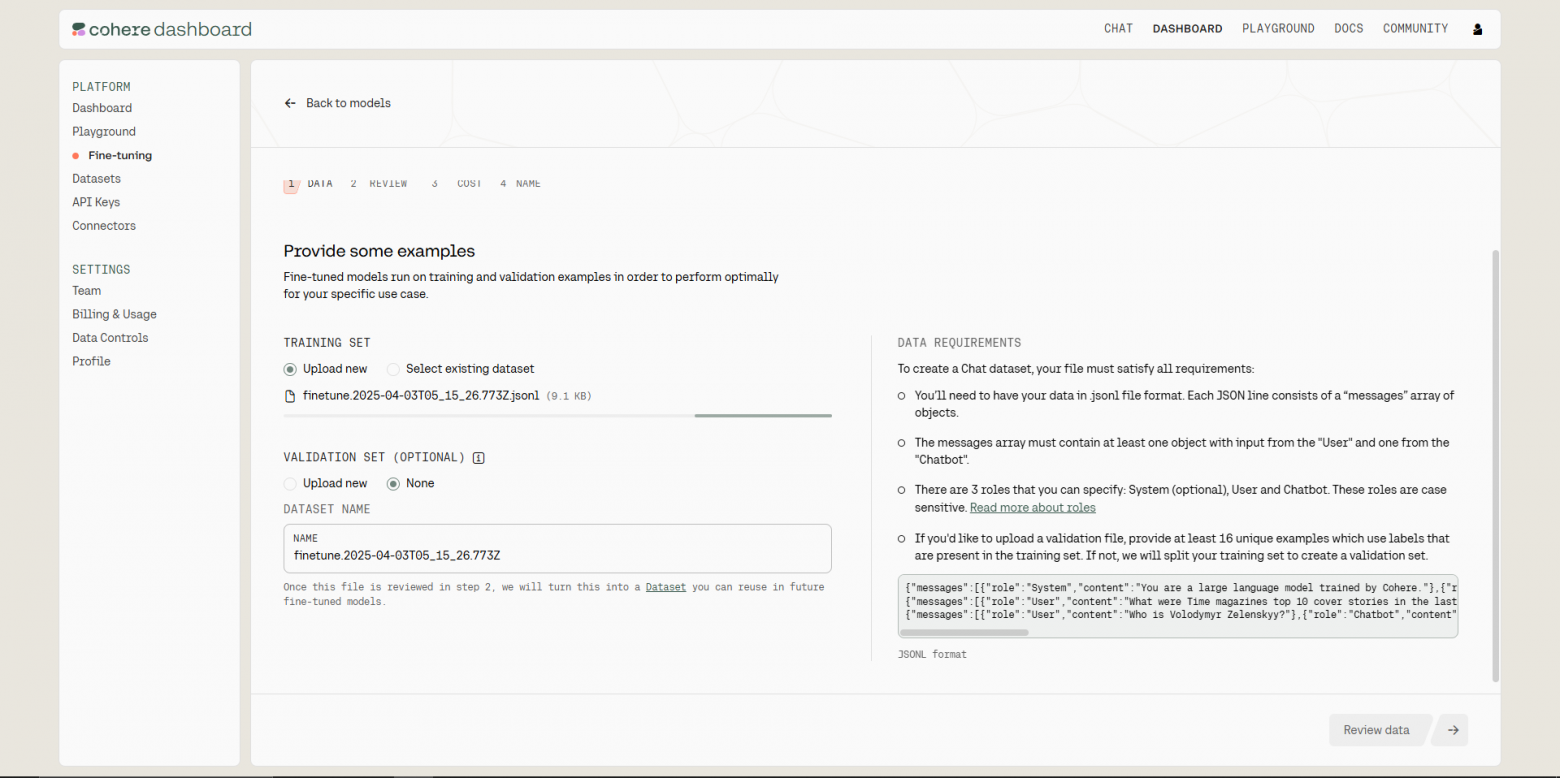 cohere dashboard
CHAT DASHBOARD PLAYGROUND DOCS COMMUNITY
PLATFORM
Dashboard
Playground
Fine-tuning
Datasets
API Keys
Connectors
SETTINGS
Team
Billing & Usage
Data Controls
Profile
← Back to models
1 DATA 2 REVIEW 3 COST 4 NAME
Provide some examples
Fine-tuned models run on training and validation examples in order to perform optimally
for your specific use case.
TRAINING SET
Upload new Select existing dataset
finetune.2025-04-03T05_15_26.773Z.jsonl (9.1 KB)
VALIDATION SET (OPTIONAL)
Upload new None
DATASET NAME
NAME
finetune.2025-04-03T05_15_26.773Z
Once this file is reviewed in step 2, we will turn this into a Dataset you can reuse in future
fine-tuned models.
DATA REQUIREMENTS
To create a Chat dataset, your file must satisfy all requirements:
You'll need to have your data in .jsonl file format. Each JSON line consists of a “messages” array of
objects.
The messages array must contain at least one object with input from the "User" and one from the
"Chatbot".
There are 3 roles that you can specify: System (optional), User and Chatbot. These roles are case
sensitive. Read more about roles
If you'd like to upload a validation file, provide at least 16 unique examples which use labels that
are present in the training set. If not, we will split your training set to create a validation set.
{"messages":[{"role":"System","content":"You are a large language model trained by Cohere."},{"r
{"messages":[{"role":"User","content":"What were Time magazines top 10 cover stories in the last
{"messages":[{"role":"User","content":"Who is Volodymyr Zelenskyy?"},{"role":"Chatbot","content"
JSONL format
Review data →